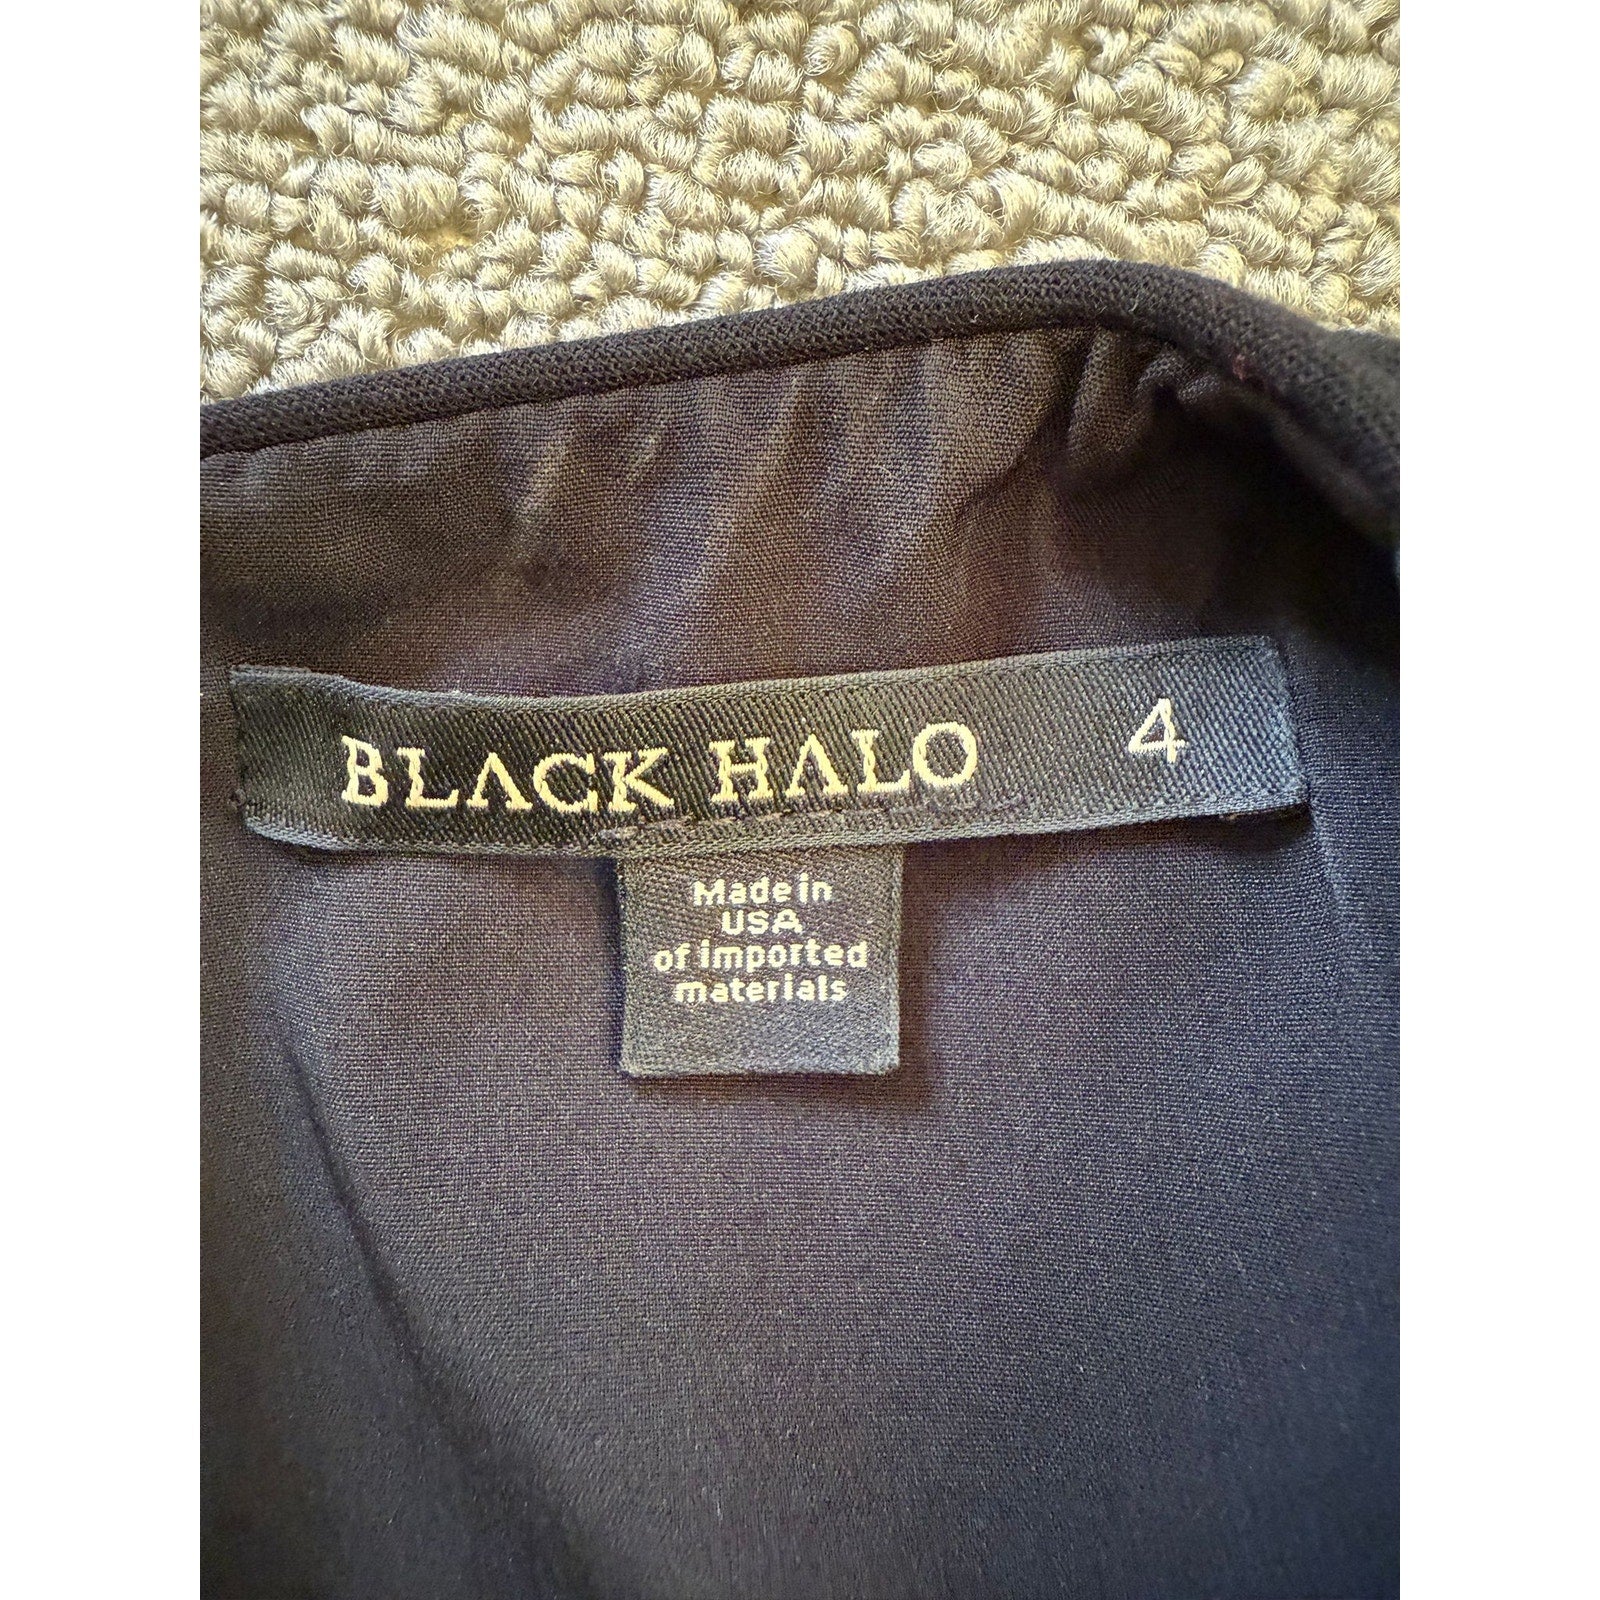 BLACK HALO 4
Made in
USA
of imported
materials